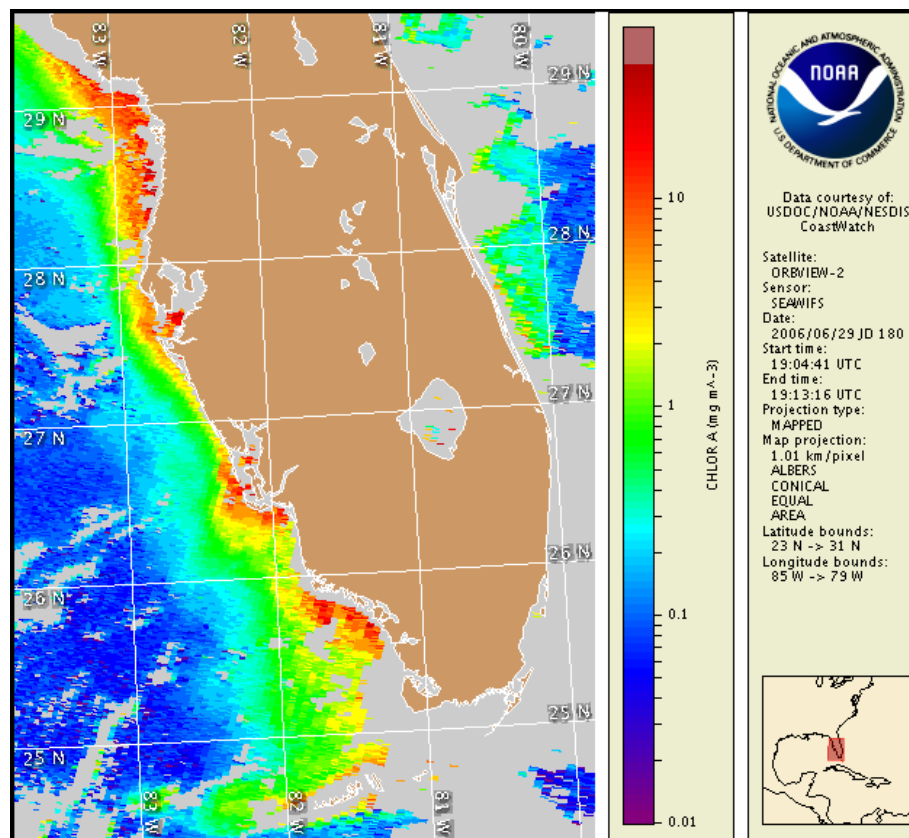 83 W
82 W
81 W
80 W
29 N
29 N
28 N
28 N
27 N
27 N
26 N
26 N
25 N
25 N
83 W
82 W
81 W
10
1
0.1
0.01
CHLOR A (mg m^-3)
NATIONAL OCEANIC AND ATMOSPHERIC ADMINISTRATION
NOAA
U.S. DEPARTMENT OF COMMERCE
Data courtesy of:
USDOC/NOAA/NESDIS
CoastWatch
Satellite:
ORBVIEW-2
Sensor:
SEAWIFS
Date:
2006/06/29 JD 180
Start time:
19:04:41 UTC
End time:
19:13:16 UTC
Projection type:
MAPPED
Map projection:
1.01 km/pixel
ALBERS
CONICAL
EQUAL
AREA
Latitude bounds:
23 N -> 31 N
Longitude bounds:
85 W -> 79 W